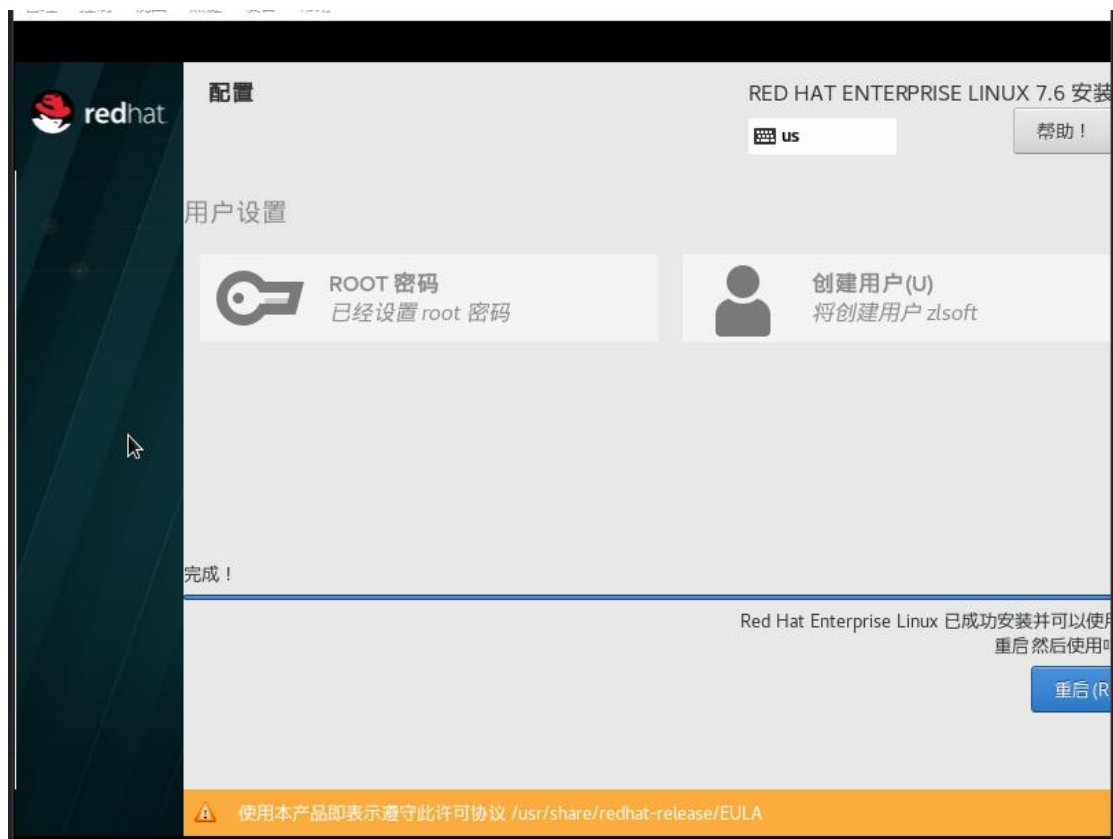 redhat
配置
RED HAT ENTERPRISE LINUX 7.6 安装
us
帮助！
用户设置
ROOT 密码
已经设置 root 密码
创建用户(U)
将创建用户 zlsoft
完成！
Red Hat Enterprise Linux 已成功安装并可以使
重启然后使用
重启(R
使用本产品即表示遵守此许可协议 /usr/share/redhat-release/EULA